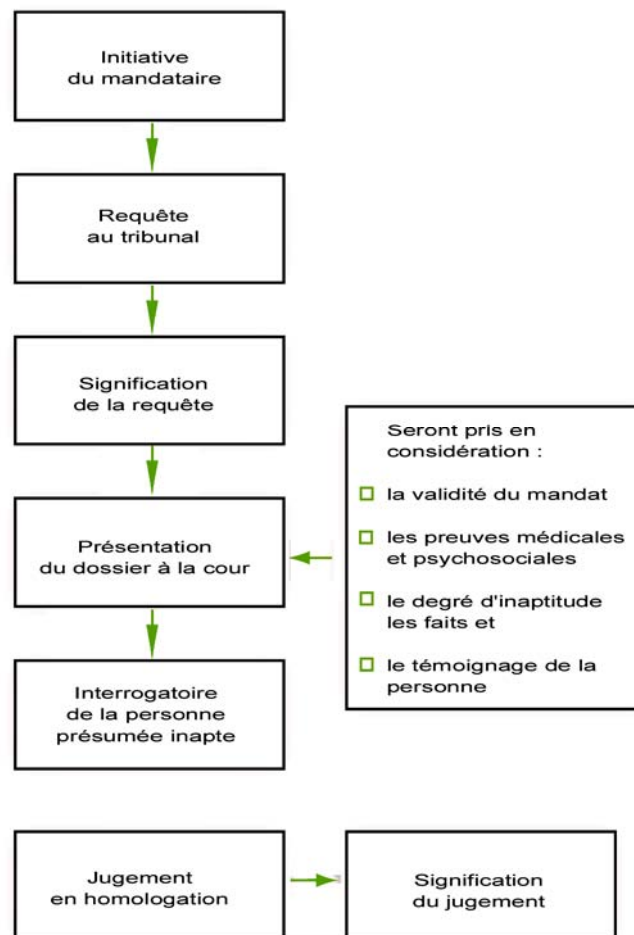 Initiative
du mandataire
Requête
au tribunal
Signification
de la requête
Présentation
du dossier à la cour
Seront pris en
considération :
la validité du mandat
les preuves médicales
et psychosociales
le degré d'inaptitude
les faits et
le témoignage de la
personne
Interrogatoire
de la personne
présumée inapte
Jugement
en homologation
Signification
du jugement